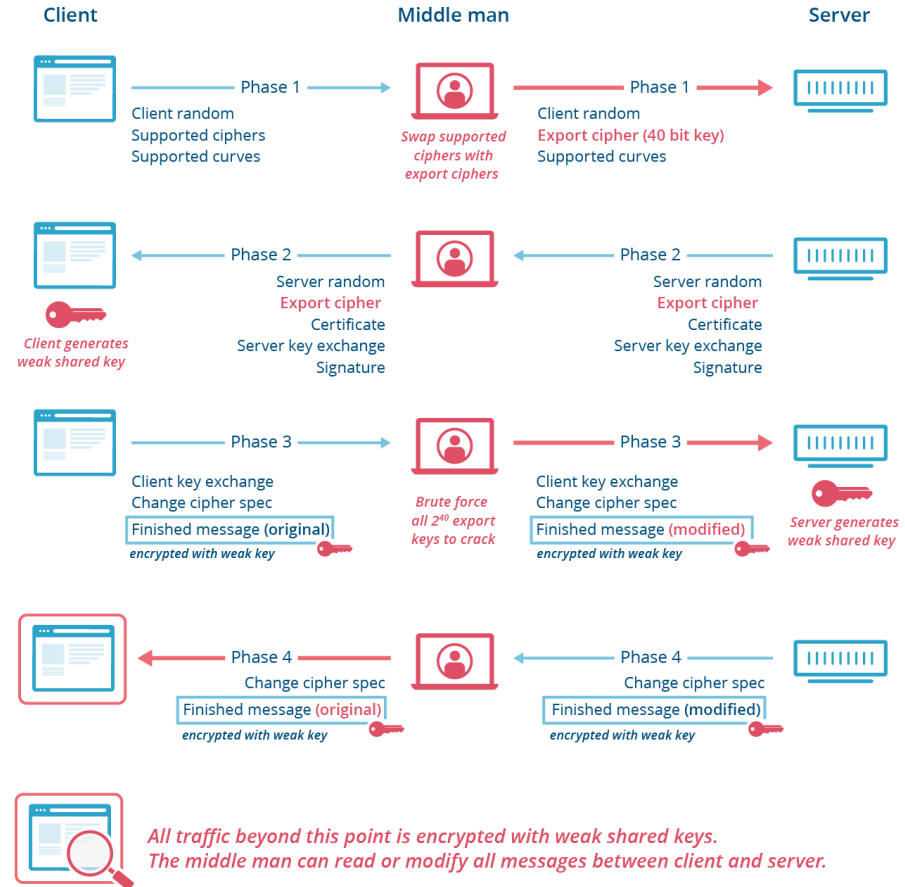 Client
Middle man
Server
Phase 1
Client random
Supported ciphers
Supported curves
Swap supported
ciphers with
export ciphers
Phase 1
Client random
Export cipher (40 bit key)
Supported curves
Client generates
weak shared key
Phase 2
Server random
Export cipher
Certificate
Server key exchange
Signature
Phase 2
Server random
Export cipher
Certificate
Server key exchange
Signature
Phase 3
Client key exchange
Change cipher spec
Finished message (original)
encrypted with weak key
Brute force
all 2⁴⁰ export
keys to crack
Phase 3
Client key exchange
Change cipher spec
Finished message (modified)
encrypted with weak key
Server generates
weak shared key
Phase 4
Change cipher spec
Finished message (original)
encrypted with weak key
Phase 4
Change cipher spec
Finished message (modified)
encrypted with weak key
All traffic beyond this point is encrypted with weak shared keys.
The middle man can read or modify all messages between client and server.